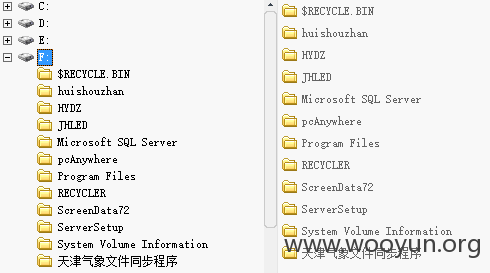 C:
D:
E:
F:
$RECYCLE.BIN
huishouzhan
HYDZ
JHLED
Microsoft SQL Server
pcAnywhere
Program Files
RECYCLER
ScreenData72
ServerSetup
System Volume Information
天津气象文件同步程序
$RECYCLE.BIN
huishouzhan
HYDZ
JHLED
Microsoft SQL Server
pcAnywhere
Program Files
RECYCLER
ScreenData72
ServerSetup
System Volume Information
www.wooyun.org
天津气象文件同步程序